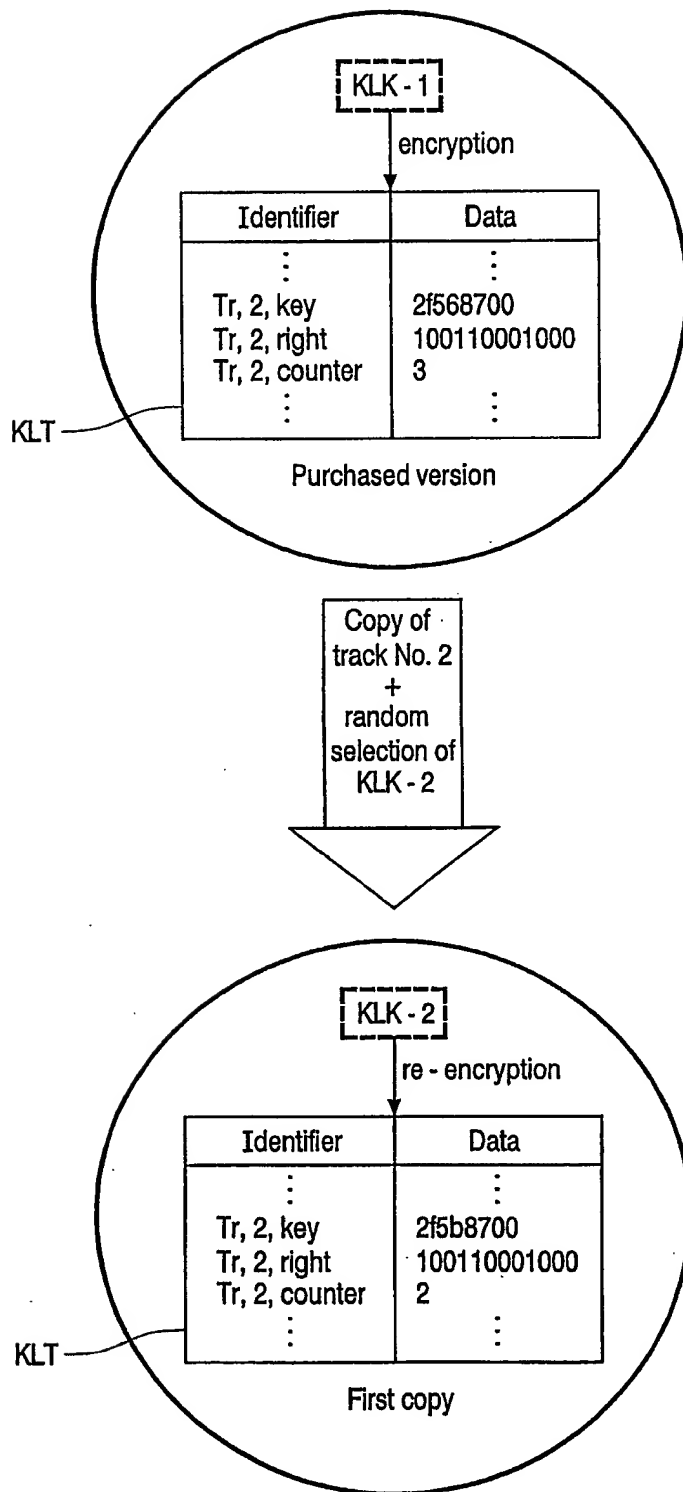 KLK - 1
encryption
Identifier Data
⋮ ⋮
Tr, 2, key 2f568700
Tr, 2, right 100110001000
Tr, 2, counter 3
⋮ ⋮
KLT
Purchased version
Copy of
track No. 2
+
random
selection of
KLK - 2
KLK - 2
re - encryption
Identifier Data
⋮ ⋮
Tr, 2, key 2f5b8700
Tr, 2, right 100110001000
Tr, 2, counter 2
⋮ ⋮
KLT
First copy